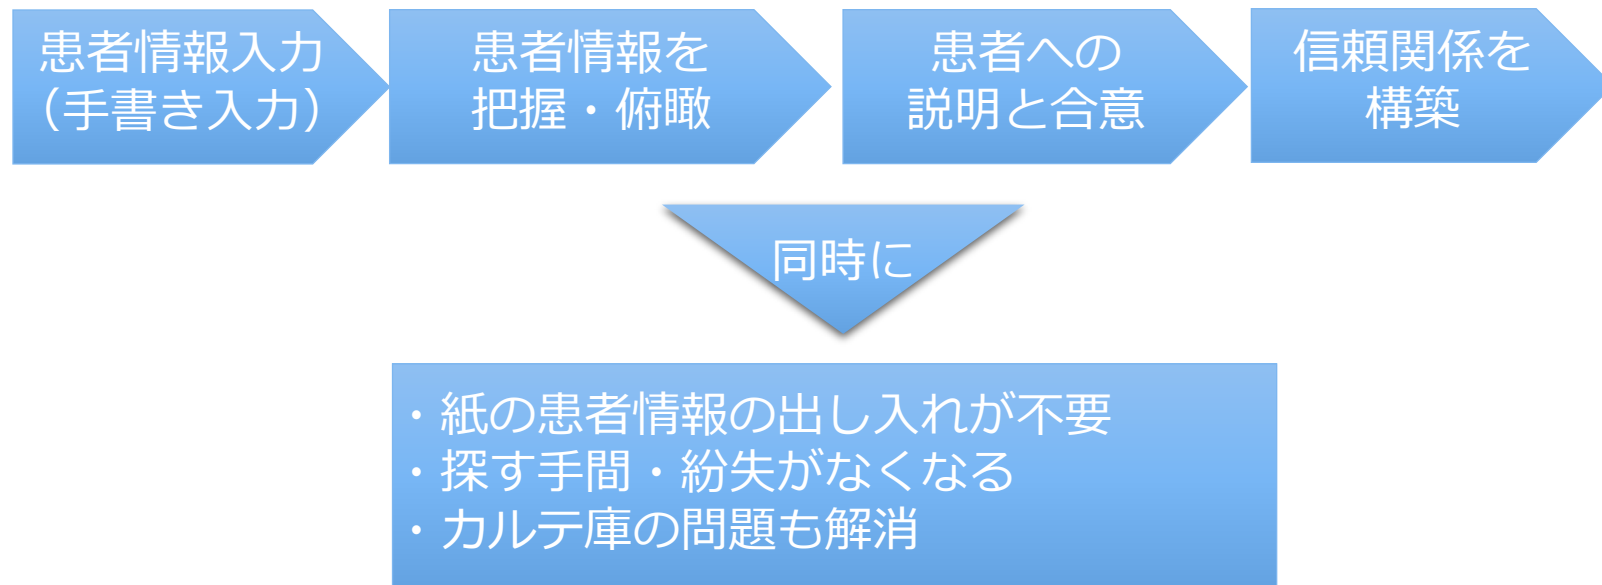 患者情報入力
（手書き入力）
患者情報を
把握・俯瞰
患者への
説明と合意
信頼関係を
構築
同時に
・紙の患者情報の出し入れが不要
・探す手間・紛失がなくなる
・カルテ庫の問題も解消